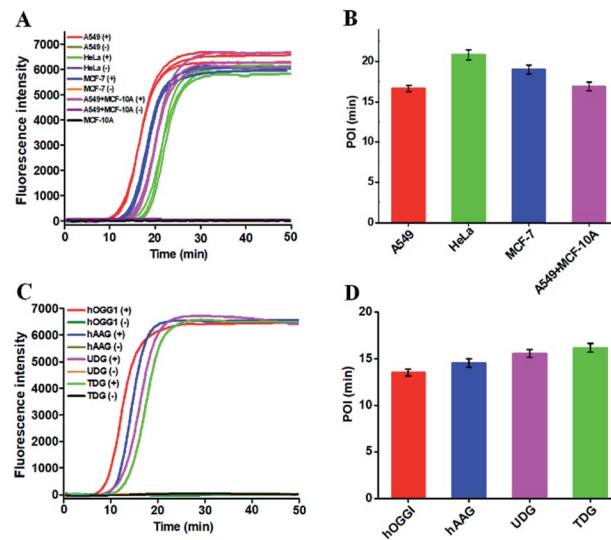 A
A549 (+)
A549 (-)
HeLa (+)
HeLa (-)
MCF-7 (+)
MCF-7 (-)
A549+MCF-10A (+)
A549+MCF-10A (-)
MCF-10A
Fluorescence intensity
7000
6000
5000
4000
3000
2000
1000
0
0 10 20 30 40 50
Time (min)
B
POI (min)
20
15
10
5
0
A549
HeLa
MCF-7
A549+MCF-10A
C
hOGG1 (+)
hOGG1 (-)
hAAG (+)
hAAG (-)
UDG (+)
UDG (-)
TDG (+)
TDG (-)
Fluorescence intensity
7000
6000
5000
4000
3000
2000
1000
0
0 10 20 30 40 50
Time (min)
D
POI (min)
20
15
10
5
0
hOGGI
hAAG
UDG
TDG